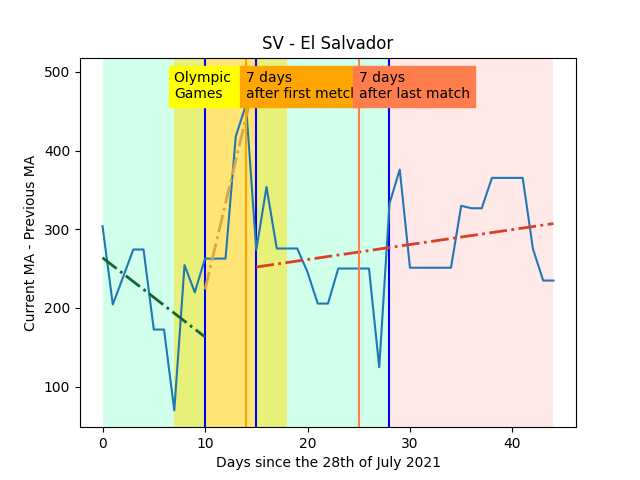 SV - El Salvador
Olympic
Games
7 days
after first metch
7 days
after last match
500
400
300
200
100
Current MA - Previous MA
0
10
20
30
40
Days since the 28th of July 2021